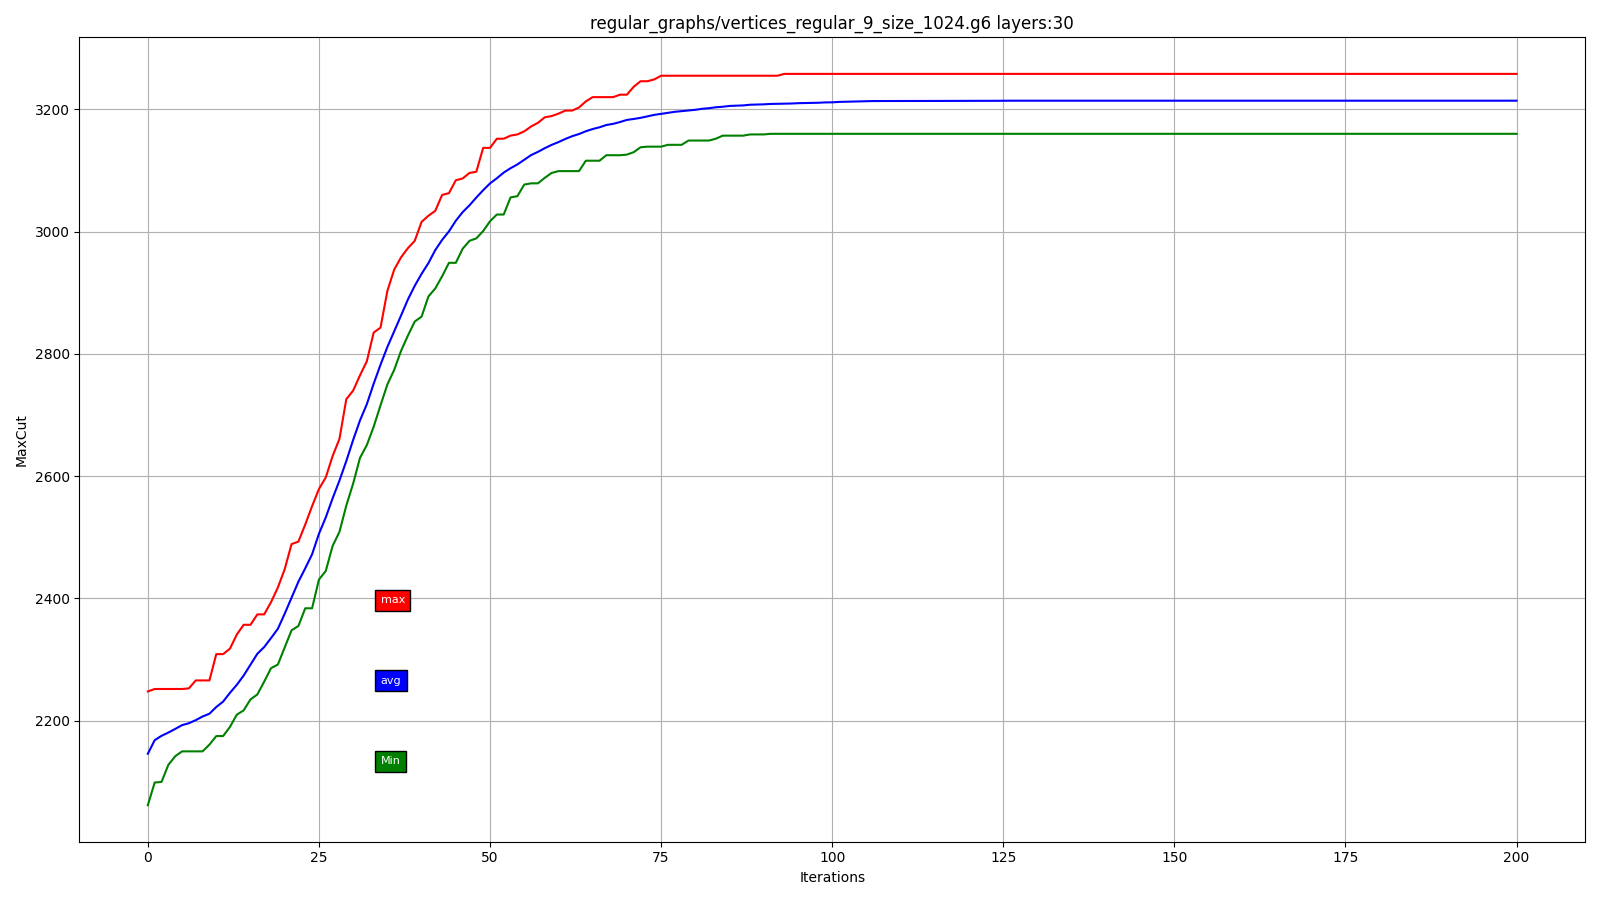 regular_graphs/vertices_regular_9_size_1024.g6 layers:30
MaxCut
3200
3000
2800
2600
2400
2200
max
avg
Min
0 25 50 75 100 125 150 175 200
Iterations